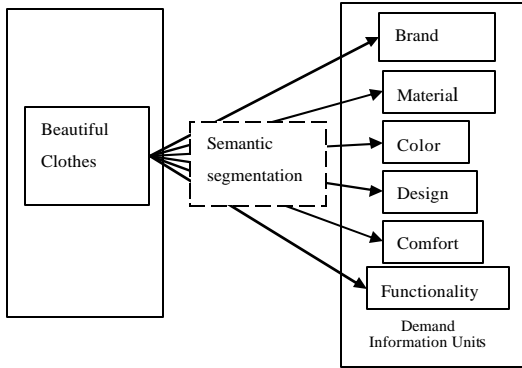 Beautiful
Clothes
Semantic
segmentation
Brand
Material
Color
Design
Comfort
Functionality
Demand
Information Units